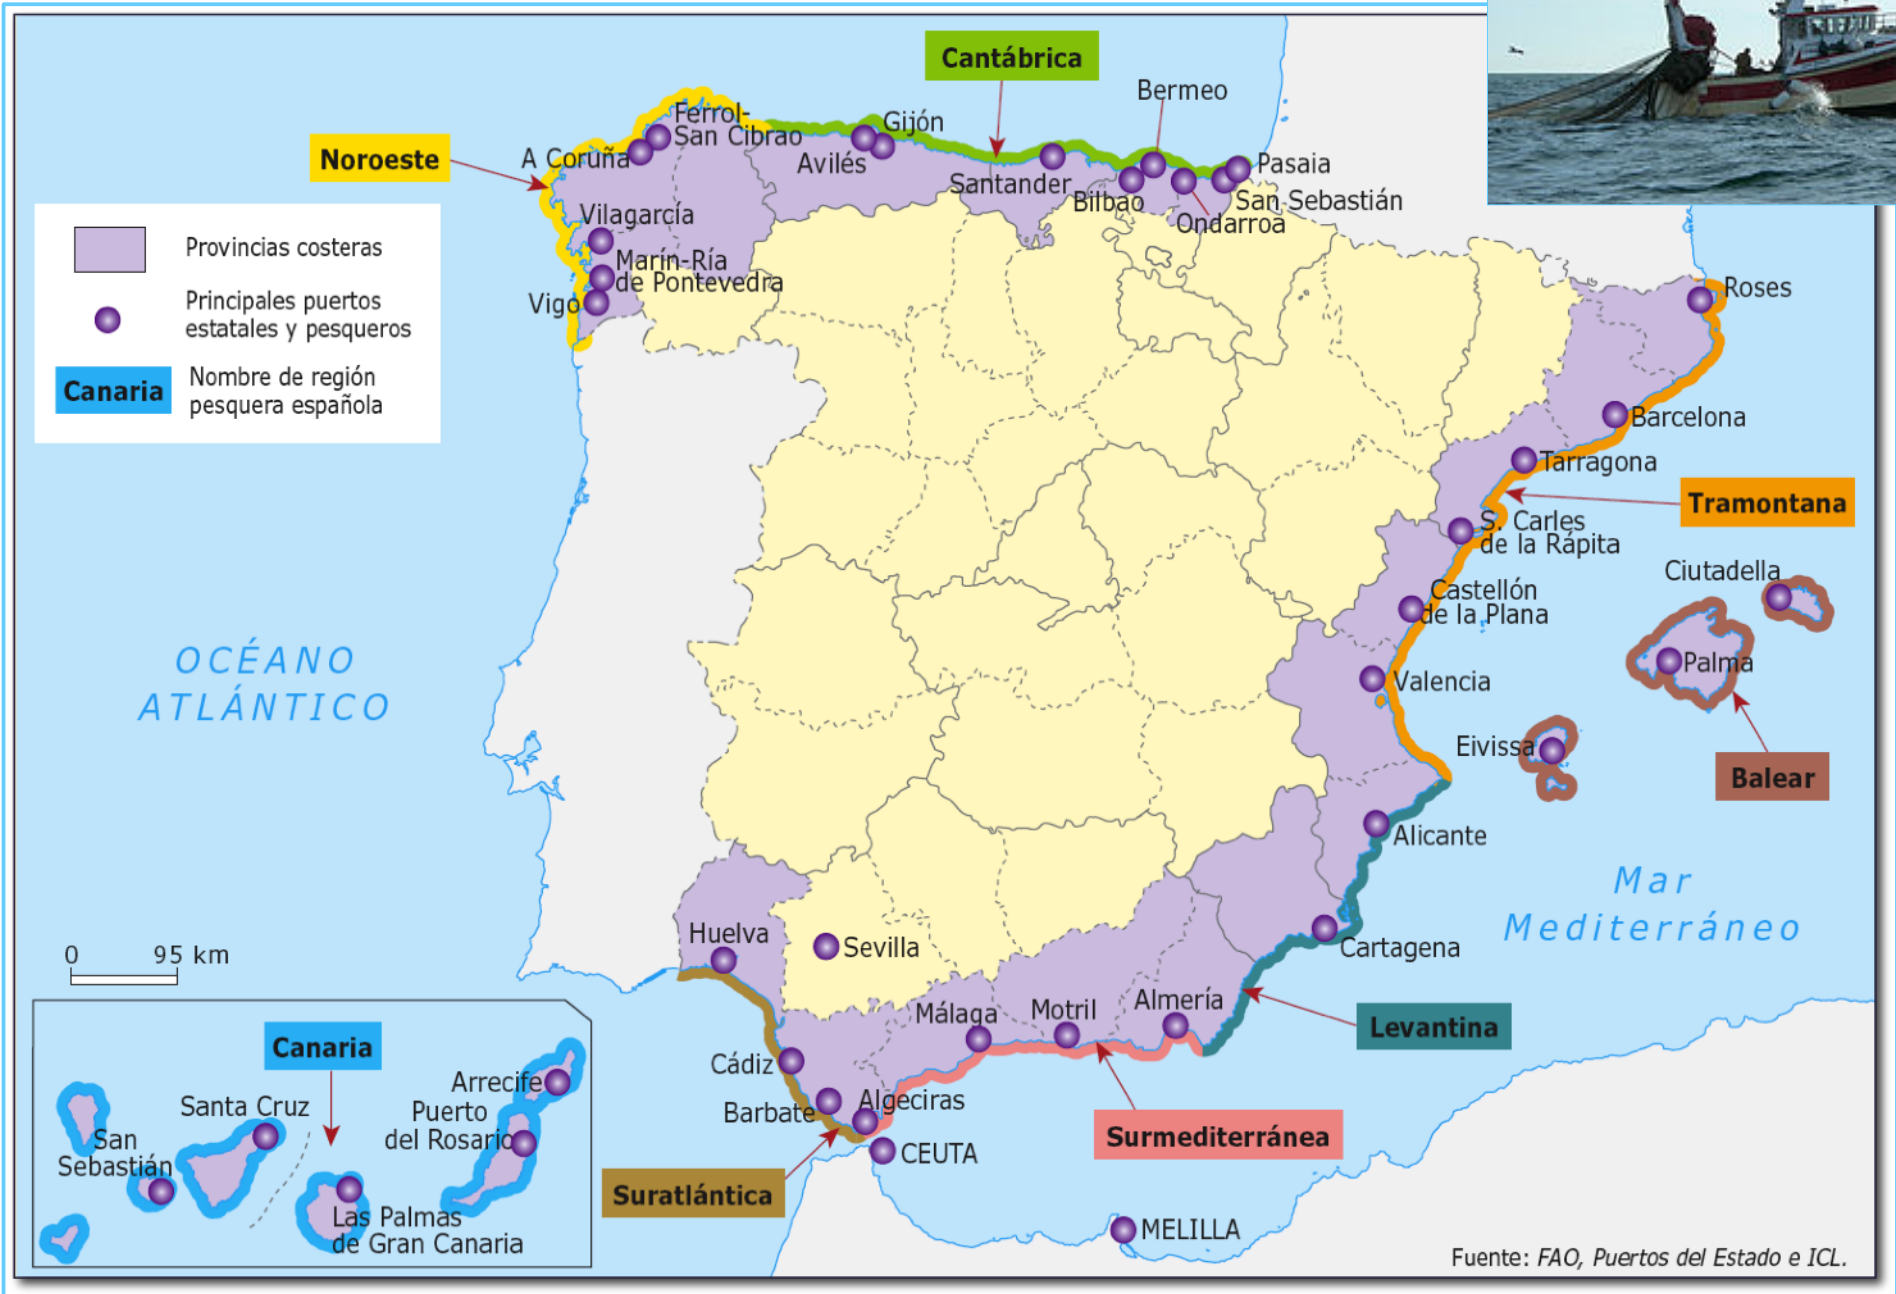 Cantábrica
Bermeo
Ferrol-
San Cibrao
Gijón
A Coruña
Avilés
Noroeste
Pasaia
Santander
Bilbao
San Sebastián
Ondarroa
Vilagarcía
Marín-Ría
de Pontevedra
Vigo
Provincias costeras
Principales puertos
estatales y pesqueros
Canaria
Nombre de región
pesquera española
Roses
Barcelona
Tarragona
Tramontana
S. Carles
de la Rápita
Ciutadella
Castellón
de la Plana
Palma
Valencia
Eivissa
Balear
OCÉANO
ATLÁNTICO
Alicante
Mar
Mediterráneo
Huelva
Sevilla
Cartagena
0 95 km
Málaga
Motril
Almería
Levantina
Cádiz
Barbate
Algeciras
Surmediterránea
CEUTA
Suratlántica
MELILLA
Canaria
Arrecife
Puerto
del Rosario
Santa Cruz
San
Sebastián
Las Palmas
de Gran Canaria
Fuente: FAO, Puertos del Estado e ICL.